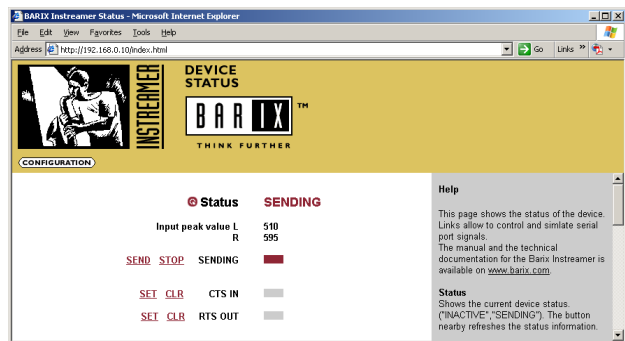 BARIX Instreamer Status - Microsoft Internet Explorer
File Edit View Favorites Tools Help
Address http://192.168.0.10/index.html Go Links »
INSTREAMER
DEVICE
STATUS
BARIX TM
THINK FURTHER
CONFIGURATION
Status SENDING
Input peak value L 510
R 595
SEND STOP SENDING
SET CLR CTS IN
SET CLR RTS OUT
Help
This page shows the status of the device.
Links allow to control and simlate serial
port signals.
The manual and the technical
documentation for the Barix Instreamer is
available on www.barix.com.
Status
Shows the current device status.
("INACTIVE","SENDING"). The button
nearby refreshes the status information.